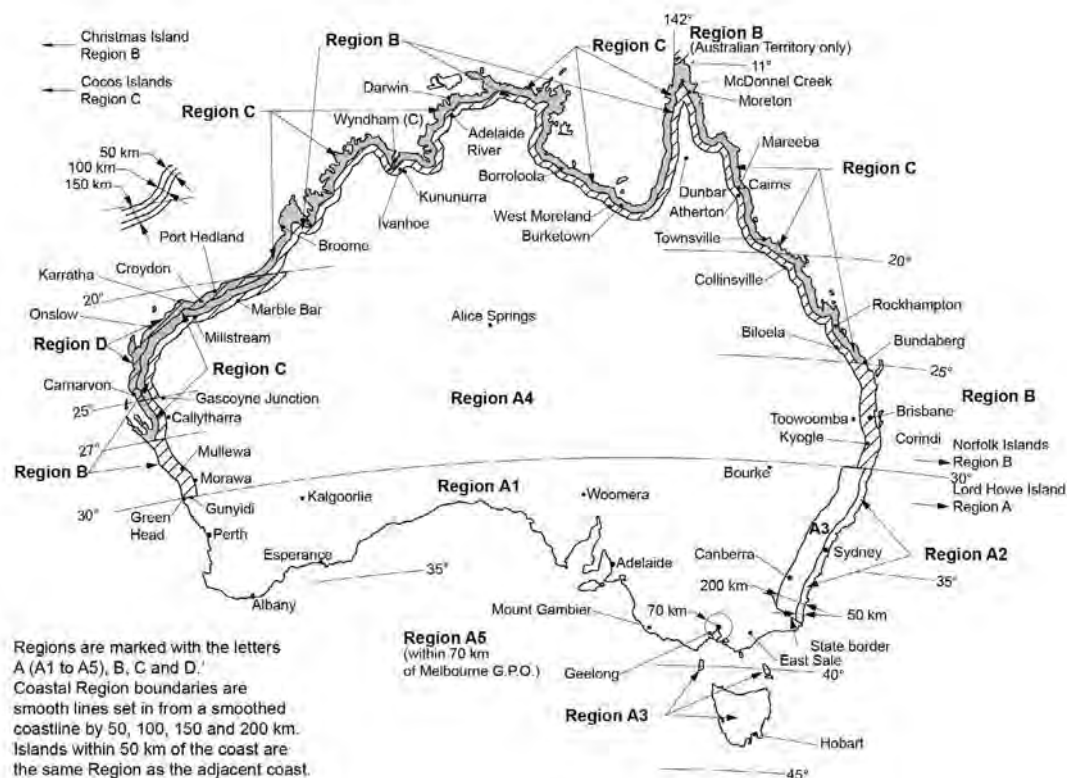 Christmas Island
Region B
Cocos Islands
Region C
50 km
100 km
150 km
142°
Region B
(Australian Territory only)
11°
Region B
Region C
McDonnel Creek
Moreton
Darwin
Region C
Wyndham (C)
Adelaide
River
Mareeba
Region C
Borroloola
Kununurra
Dunbar
Cairns
Ivanhoe
West Moreland
Atherton
Port Hedland
Burketown
Townsville
Broome
Karratha
Croydon
20°
Collinsville
20°
Onslow
Marble Bar
Alice Springs
Rockhampton
Region D
Millstream
Biloela
Bundaberg
Region C
25°
Carnarvon
Gascoyne Junction
Region A4
Region B
25°
Callytharra
Toowoomba
Brisbane
27°
Kyogle
Corindi
Norfolk Islands
Region B
Mullewa
Region B
Morawa
Bourke
30°
Region A1
Lord Howe Island
Region A
30°
Kalgoorlie
Woomera
Green
Head
Gunyidi
A3
Perth
Canberra
Sydney
Region A2
Esperance
Adelaide
35°
35°
200 km
Albany
Mount Gambier
70 km
50 km
Region A5
(within 70 km
of Melbourne G.P.O.)
State border
Geelong
East Sale
40°
Region A3
Hobart
45°
Regions are marked with the letters
A (A1 to A5), B, C and D.
Coastal Region boundaries are
smooth lines set in from a smoothed
coastline by 50, 100, 150 and 200 km.
Islands within 50 km of the coast are
the same Region as the adjacent coast.